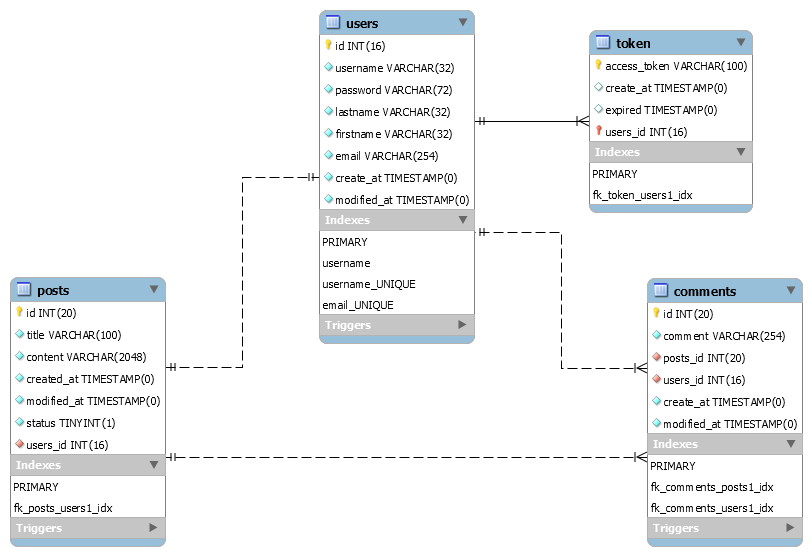 users
id INT(16)
username VARCHAR(32)
password VARCHAR(72)
lastname VARCHAR(32)
firstname VARCHAR(32)
email VARCHAR(254)
create_at TIMESTAMP(0)
modified_at TIMESTAMP(0)
Indexes
PRIMARY
username
username_UNIQUE
email_UNIQUE
Triggers
token
access_token VARCHAR(100)
create_at TIMESTAMP(0)
expired TIMESTAMP(0)
users_id INT(16)
Indexes
PRIMARY
fk_token_users1_idx
posts
id INT(20)
title VARCHAR(100)
content VARCHAR(2048)
created_at TIMESTAMP(0)
modified_at TIMESTAMP(0)
status TINYINT(1)
users_id INT(16)
Indexes
PRIMARY
fk_posts_users1_idx
Triggers
comments
id INT(20)
comment VARCHAR(254)
posts_id INT(20)
users_id INT(16)
create_at TIMESTAMP(0)
modified_at TIMESTAMP(0)
Indexes
PRIMARY
fk_comments_posts1_idx
fk_comments_users1_idx
Triggers